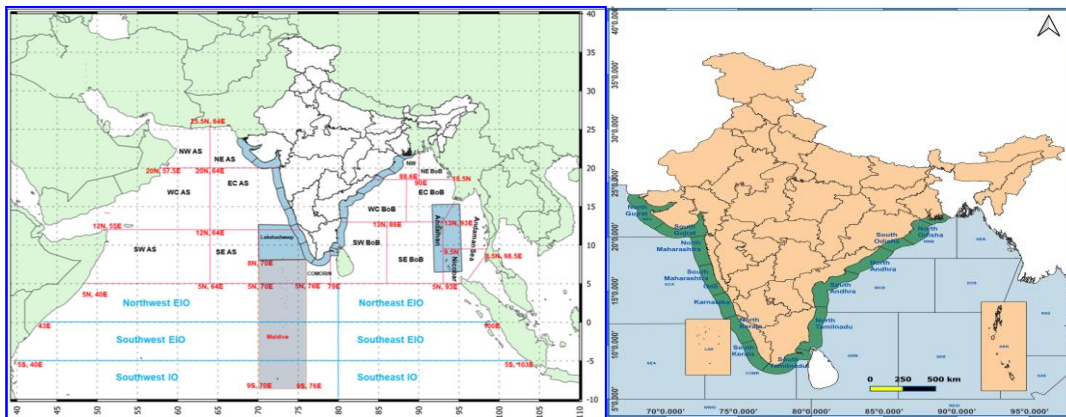 40
35
30
25
20
15
10
5
0
-5
-10
25.5N, 64E
NW AS
NE AS
20N, 57.5E
20N, 64E
NW
NE BoB
88.6E
90E
18.5N
WC AS
EC AS
EC BoB
WC BoB
12N, 55E
12N, 64E
13N, 86E
13N, 93E
Andaman
Andaman Sea
SW AS
SE AS
Lakshadweep
SW BoB
SE BoB
9.5N
8N, 70E
Nicobar
COMORIN
5N, 40E
5N, 64E
5N, 70E
5N, 76E
79E
5N, 93E
Northwest EIO
Northeast EIO
43E
100E
Southwest EIO
Maldive
Southeast EIO
5S, 40E
5S, 103E
Southwest IO
Southeast IO
9S, 70E
9S, 76E
40
45
50
55
60
65
70
75
80
85
90
95
100
105
110
40°0.000'
35°0.000'
30°0.000'
25°0.000'
20°0.000'
15°0.000'
10°0.000'
5°0.000'
North
Gujrat
South
Gujrat
North
Maharashtra
South
Maharashtra
Goa
Karnataka
North
Kerala
South
Kerala
South
Tamilnadu
North
Tamilnadu
South
Andhra
North
Andhra
South
Odisha
North
Odisha
COMR
0 250 500 km
70°0.000'
75°0.000'
80°0.000'
85°0.000'
90°0.000'
95°0.000'